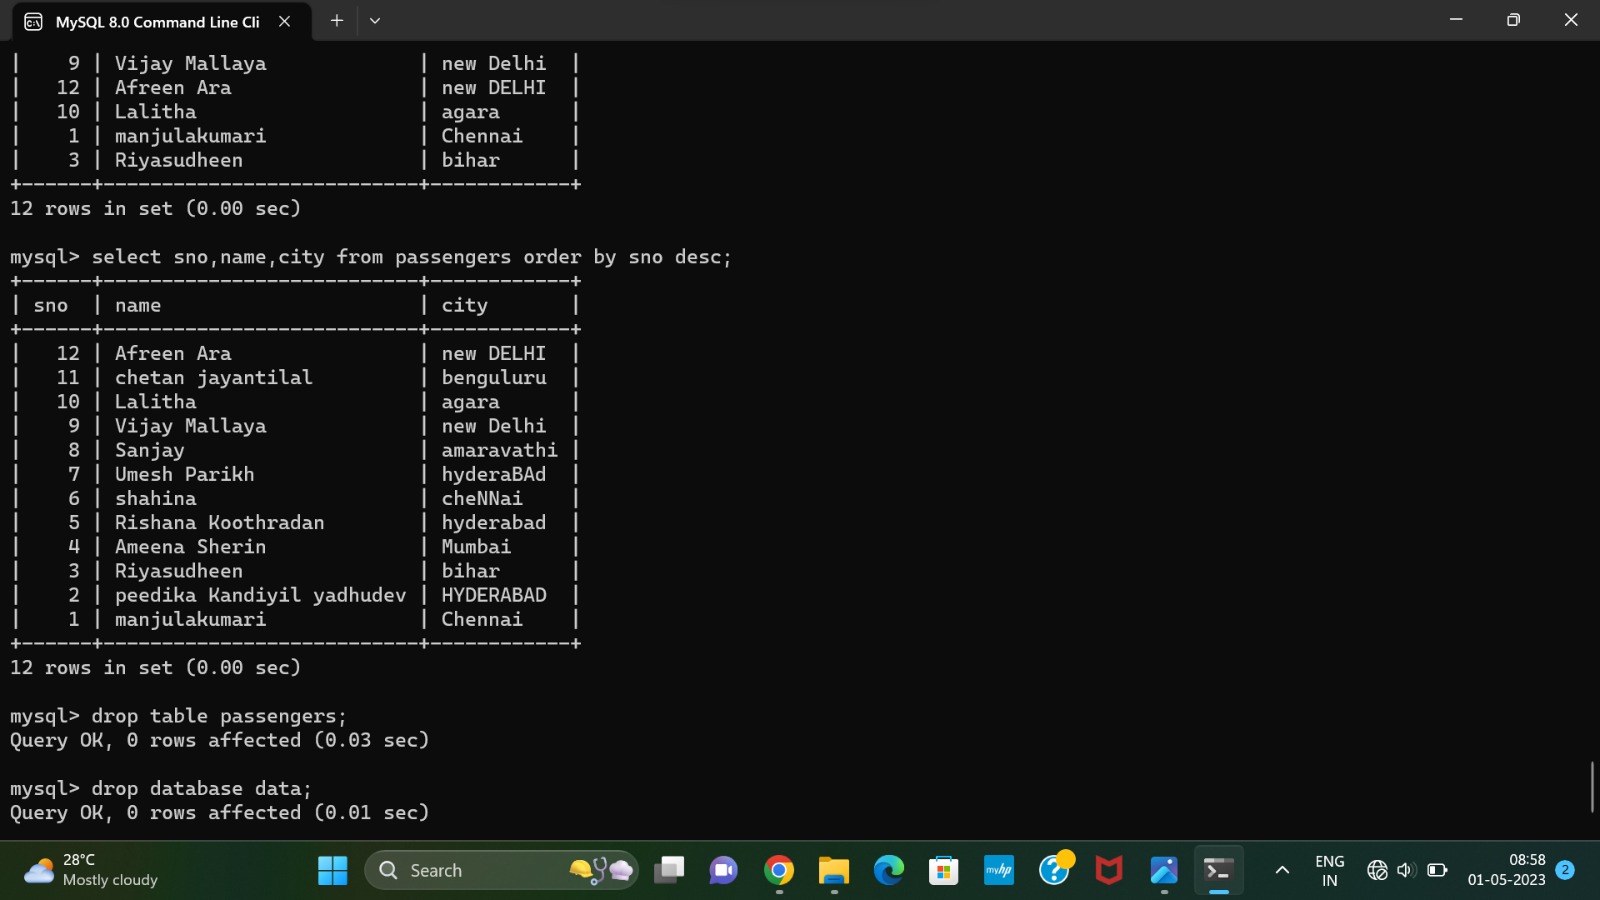 MySQL 8.0 Command Line Cli
|    9 | Vijay Mallaya             | new Delhi  |
|   12 | Afreen Ara                | new DELHI  |
|   10 | Lalitha                   | agara      |
|    1 | manjulakumari             | Chennai    |
|    3 | Riyasudheen               | bihar      |
+------+---------------------------+------------+
12 rows in set (0.00 sec)
mysql> select sno,name,city from passengers order by sno desc;
+------+---------------------------+------------+
| sno  | name                      | city       |
+------+---------------------------+------------+
|   12 | Afreen Ara                | new DELHI  |
|   11 | chetan jayantilal         | benguluru  |
|   10 | Lalitha                   | agara      |
|    9 | Vijay Mallaya             | new Delhi  |
|    8 | Sanjay                    | amaravathi |
|    7 | Umesh Parikh              | hyderaBAd  |
|    6 | shahina                   | cheNNai    |
|    5 | Rishana Koothradan        | hyderabad  |
|    4 | Ameena Sherin             | Mumbai     |
|    3 | Riyasudheen               | bihar      |
|    2 | peedika Kandiyil yadhudev | HYDERABAD  |
|    1 | manjulakumari             | Chennai    |
+------+---------------------------+------------+
12 rows in set (0.00 sec)
mysql> drop table passengers;
Query OK, 0 rows affected (0.03 sec)
mysql> drop database data;
Query OK, 0 rows affected (0.01 sec)
28°C
Mostly cloudy
Search
myhp
ENG
IN
08:58
01-05-2023
2